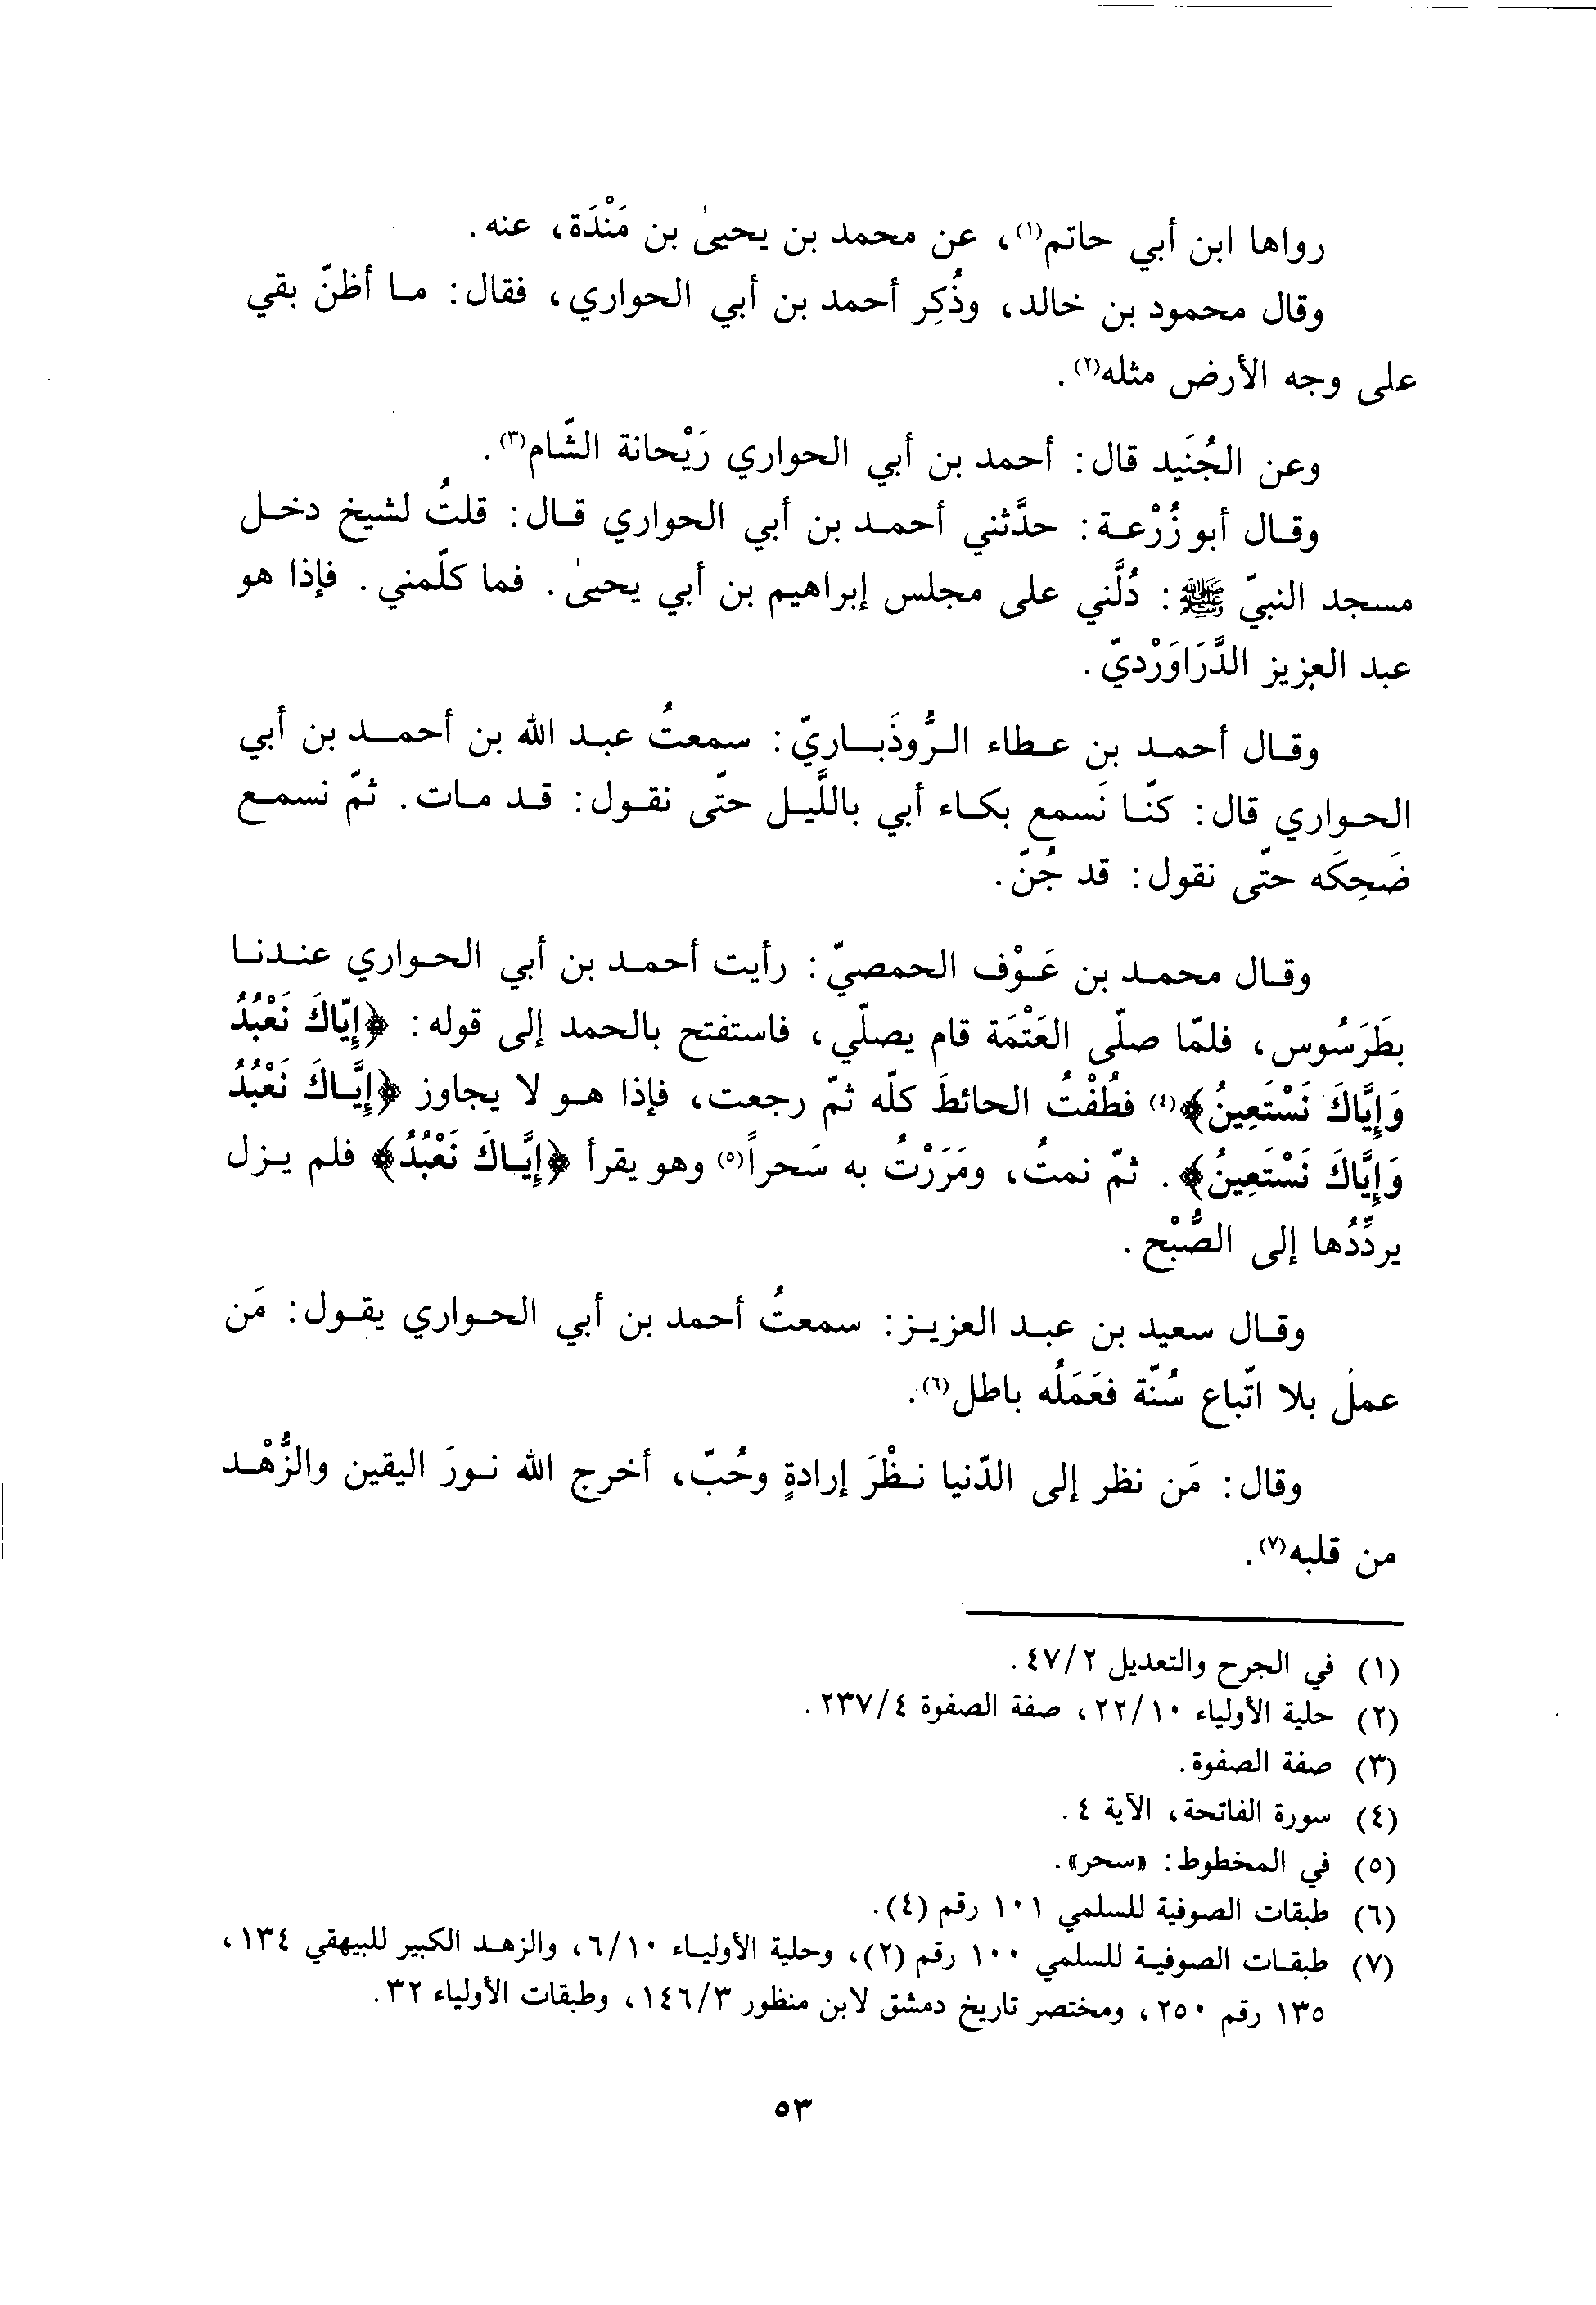 رواها ابن أبي حاتم(١)، عن محمد بن يحيىٰ بن مَنْدَة، عنه.
وقال محمود بن خالد، وذُكِر أحمد بن أبي الحواري، فقال: ما أظنّ بقي
على وجه الأرض مثله(٢).
وعن الجُنَيد قال: أحمد بن أبي الحواري رَيْحانة الشّام(٣).
وقال أبو زُرْعة: حدَّثني أحمد بن أبي الحواري قال: قلتُ لشيخ دخل
مسجد النبيّ ﷺ: دُلَّني على مجلس إبراهيم بن أبي يحيىٰ. فما كلّمني. فإذا هو
عبد العزيز الدَّرَاوَرْديّ.
وقال أحمد بن عطاء الرُّوذَباريّ: سمعتُ عبد الله بن أحمد بن أبي
الحواري قال: كنّا نَسمع بكاء أبي باللَّيل حتّى نقول: قد مات. ثمّ نسمع
ضَحِكَه حتّى نقول: قد جُنّ.
وقال محمد بن عَوْف الحمصيّ: رأيت أحمد بن أبي الحواري عندنا
بطَرَسُوس، فلمّا صلّى العَتْمَة قام يصلّي، فاستفتح بالحمد إلى قوله: ﴿إيّاكَ نَعْبُدُ
وَإِيَّاكَ نَسْتَعِينُ﴾(٤) فطُفْتُ الحائطَ كلّه ثمّ رجعت، فإذا هو لا يجاوز ﴿إِيَّاكَ نَعْبُدُ
وَإِيَّاكَ نَسْتَعِينُ﴾. ثمّ نمتُ، ومَرَرْتُ به سَحراً(٥) وهو يقرأ ﴿إِيَّاكَ نَعْبُدُ﴾ فلم يزل
يردِّدُها إلى الصُّبْح.
وقال سعيد بن عبد العزيز: سمعتُ أحمد بن أبي الحواري يقول: مَن
عمل بلا اتّباع سُنّة فعَمَلُه باطل(٦).
وقال: مَن نظر إلى الدّنيا نظْرَ إرادةٍ وحُبّ، أخرج الله نورَ اليقين والزُّهْد
من قلبه(٧).
(١) في الجرح والتعديل ٤٧/٢.
(٢) حلية الأولياء ٢٢/١٠، صفة الصفوة ٢٣٧/٤.
(٣) صفة الصفوة.
(٤) سورة الفاتحة، الآية ٤.
(٥) في المخطوط: «سحر».
(٦) طبقات الصوفية للسلمي ١٠١ رقم (٤).
(٧) طبقات الصوفية للسلمي ١٠٠ رقم (٢)، وحلية الأولياء ٦/١٠، والزهد الكبير للبيهقي ١٣٤،
١٣٥ رقم ٢٥٠، ومختصر تاريخ دمشق لابن منظور ١٤٦/٣، وطبقات الأولياء ٣٢.
٥٣